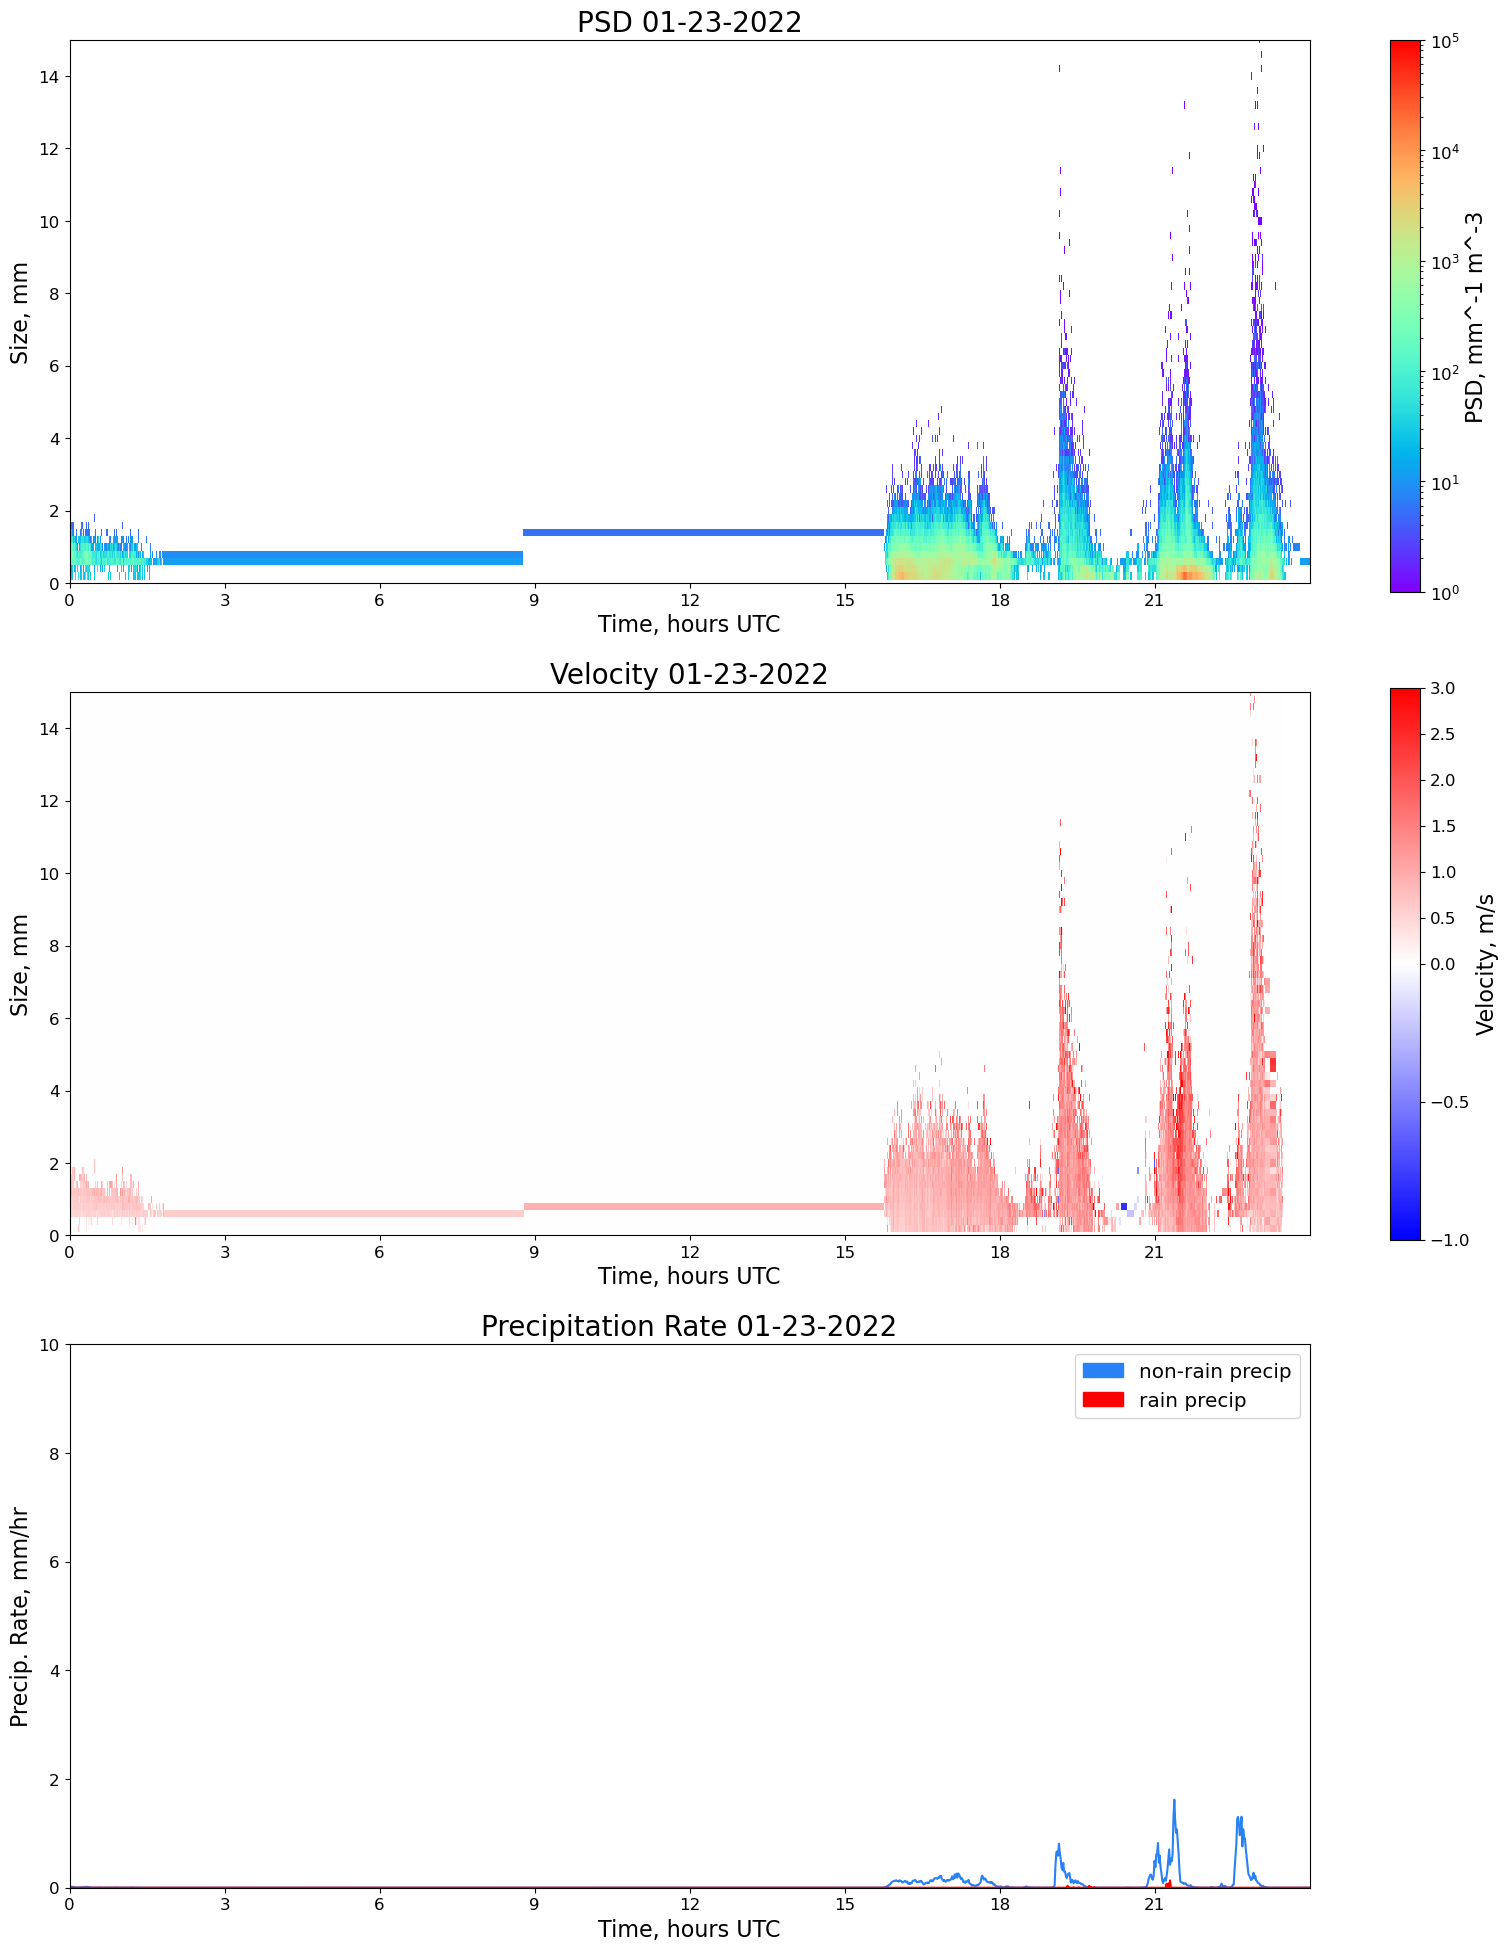 PSD 01-23-2022
14
12
10
8
6
4
2
0
Size, mm
0 3 6 9 12 15 18 21
Time, hours UTC
10^5
10^4
10^3
10^2
10^1
10^0
PSD, mm^-1 m^-3
Velocity 01-23-2022
14
12
10
8
6
4
2
0
Size, mm
0 3 6 9 12 15 18 21
Time, hours UTC
3.0
2.5
2.0
1.5
1.0
0.5
0.0
−0.5
−1.0
Velocity, m/s
Precipitation Rate 01-23-2022
10
8
6
4
2
0
Precip. Rate, mm/hr
non-rain precip
rain precip
0 3 6 9 12 15 18 21
Time, hours UTC